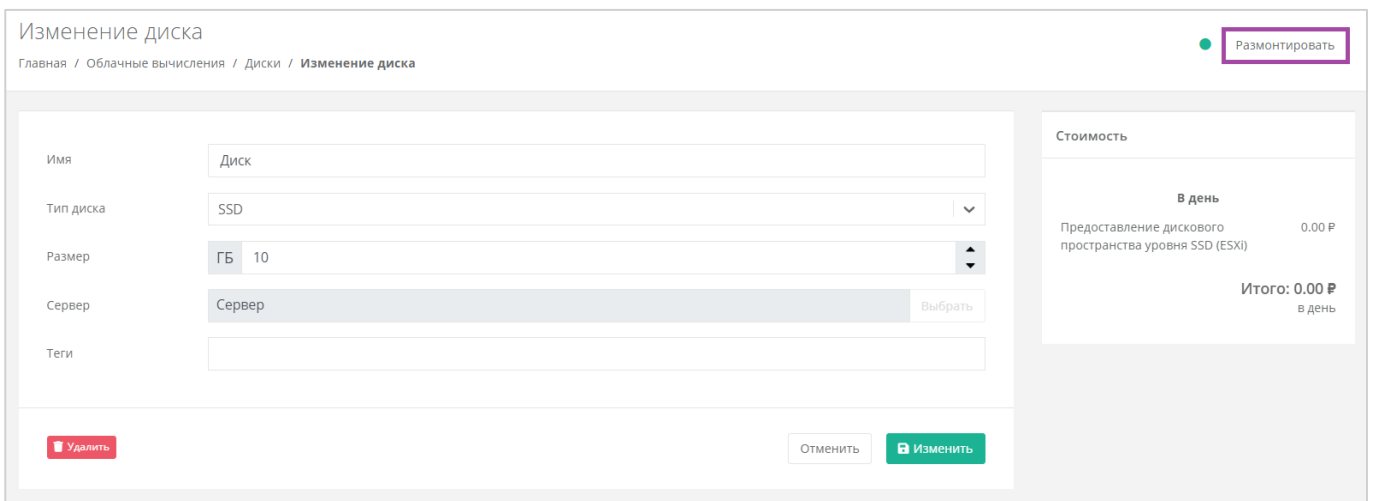 Изменение диска
Размонтировать
Главная / Облачные вычисления / Диски / Изменение диска
Стоимость
Имя
Диск
В день
Тип диска
SSD
Предоставление дискового
0.00 ₽
пространства уровня SSD (ESXi)
Размер
ГБ 10
Итого: 0.00 ₽
в день
Сервер
Сервер
Выбрать
Теги
Удалить
Отменить
Изменить